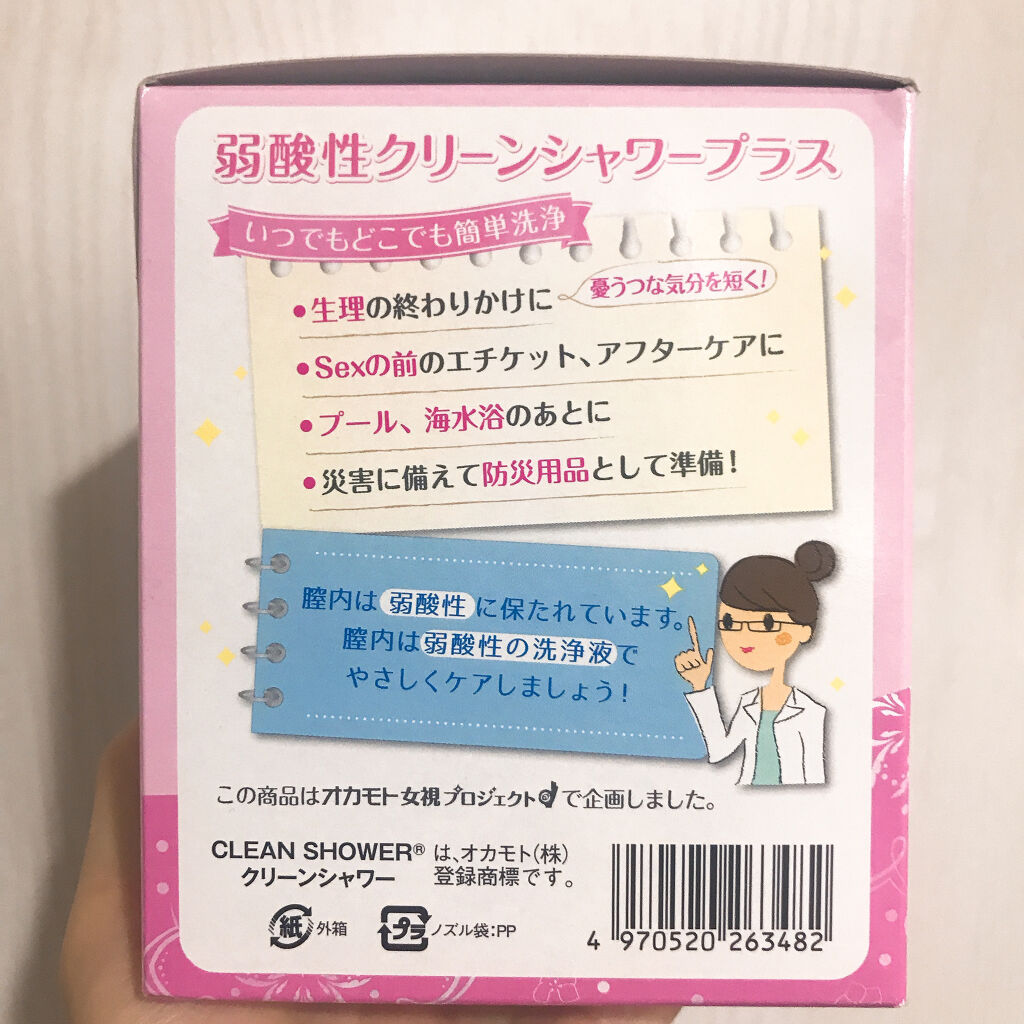 弱酸性クリーンシャワープラス
いつでもどこでも簡単洗浄
•生理の終わりかけに
憂うつな気分を短く!
•Sexの前のエチケット、アフターケアに
•プール、海水浴のあとに
•災害に備えて防災用品として準備!
膣内は弱酸性に保たれています。
膣内は弱酸性の洗浄液で
やさしくケアしましょう!
この商品はオカモト女視プロジェクトで企画しました。
CLEAN SHOWER® は、オカモト(株)
クリーンシャワー 登録商標です。
紙 外箱 プラ ノズル袋:PP
4 970520 263482